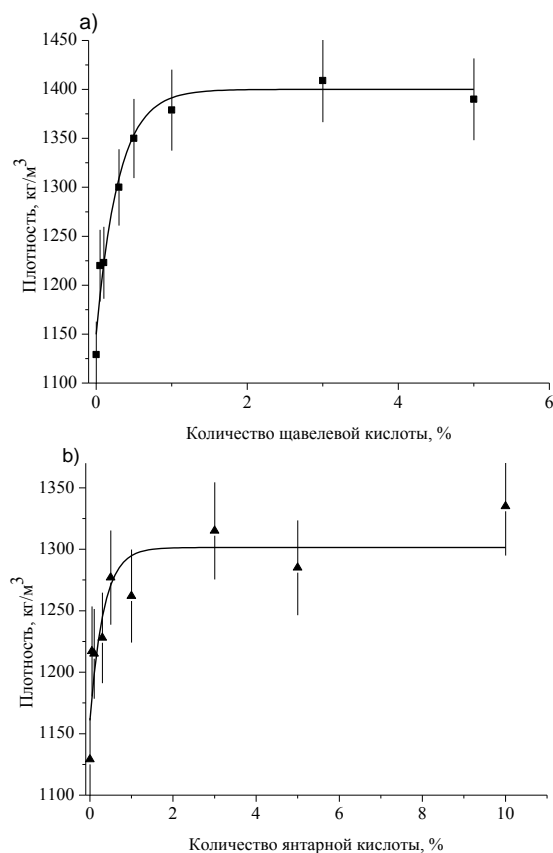 a)
1450
1400
1350
1300
1250
1200
1150
1100
Плотность, кг/м³
0 2 4 6
Количество щавелевой кислоты, %
b)
1350
1300
1250
1200
1150
1100
Плотность, кг/м³
0 2 4 6 8 10
Количество янтарной кислоты, %